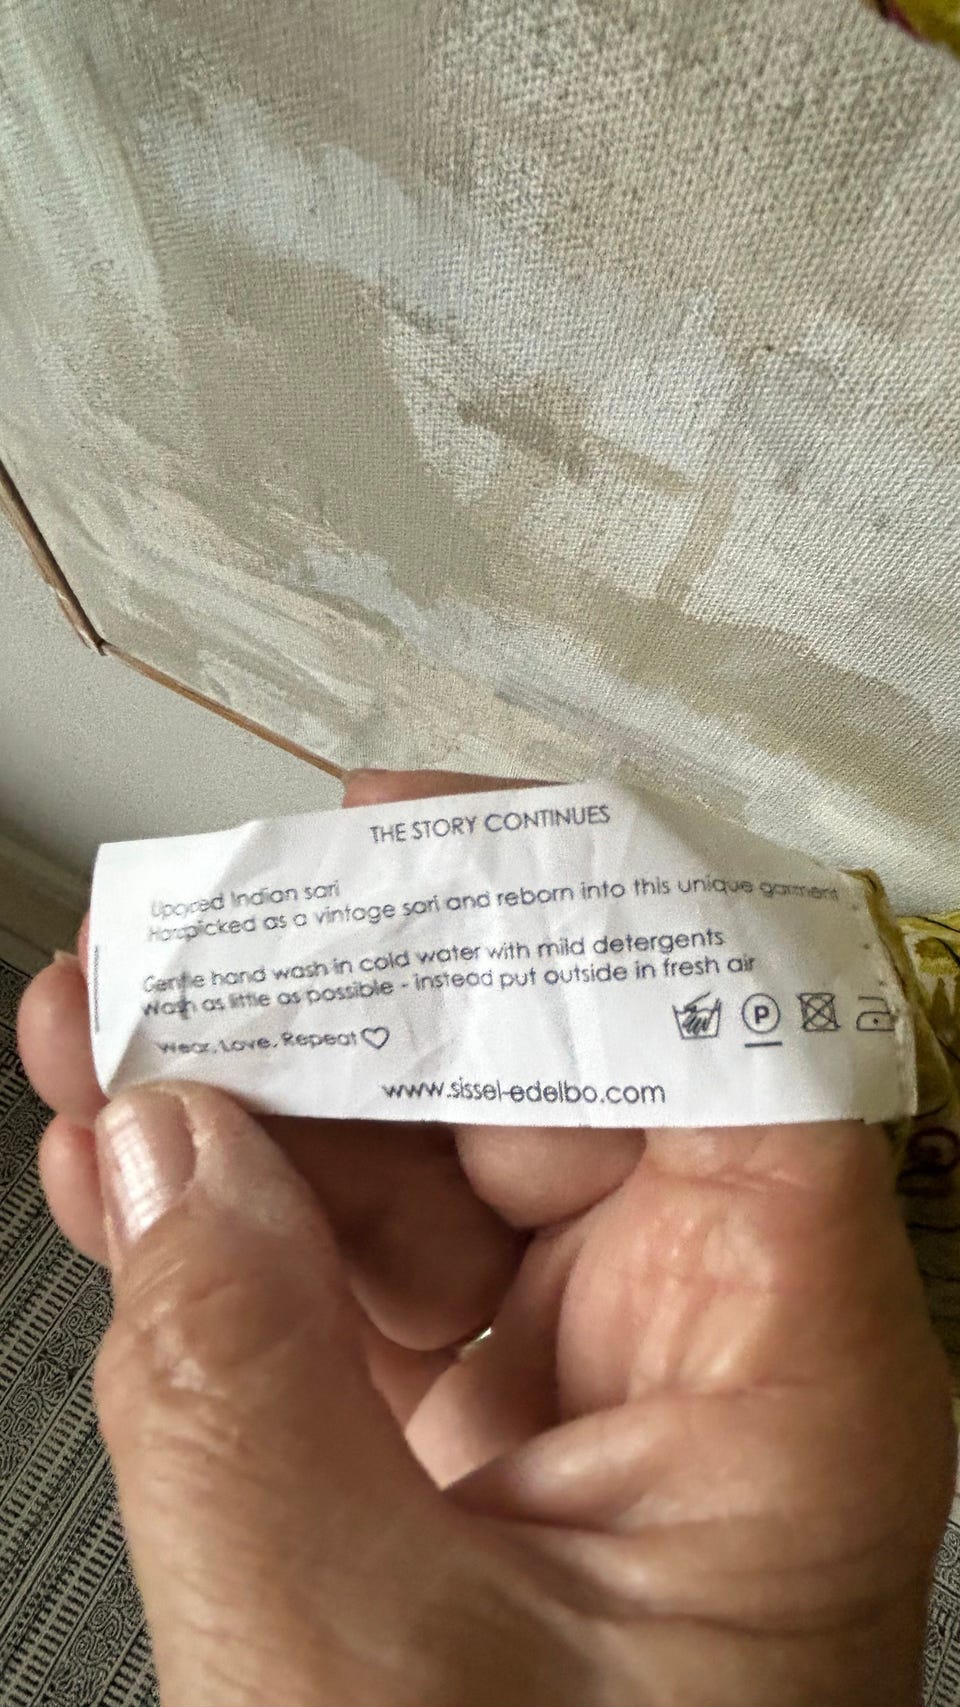 THE STORY CONTINUES
Upcycled Indian sari
Handpicked as a vintage sari and reborn into this unique garment
Gentle hand wash in cold water with mild detergents
Wash as little as possible - instead put outside in fresh air
Wear, Love, Repeat♡
P
www.sissel-edelbo.com